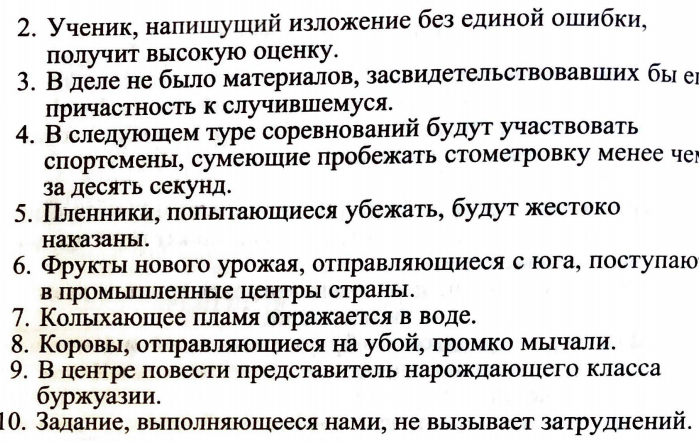 2. Ученик, напишущий изложение без единой ошибки,
получит высокую оценку.
3. В деле не было материалов, засвидетельствовавших бы ег
причастность к случившемуся.
4. В следующем туре соревнований будут участвовать
спортсмены, сумеющие пробежать стометровку менее чем
за десять секунд.
5. Пленники, попытающиеся убежать, будут жестоко
наказаны.
6. Фрукты нового урожая, отправляющиеся с юга, поступаю
в промышленные центры страны.
7. Колыхающее пламя отражается в воде.
8. Коровы, отправляющиеся на убой, громко мычали.
9. В центре повести представитель нарождающего класса
буржуазии.
10. Задание, выполняющееся нами, не вызывает затруднений.